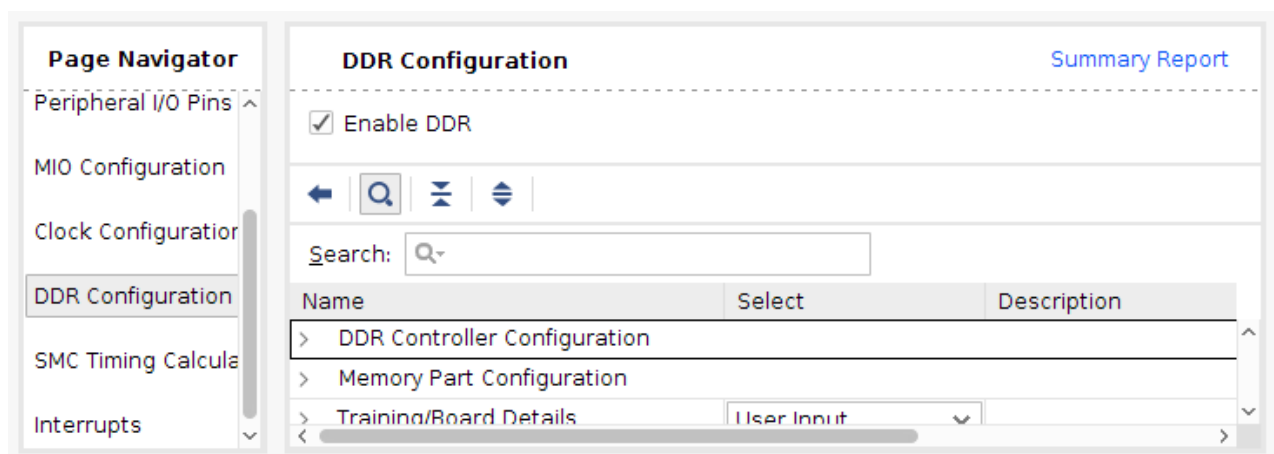 Page Navigator
Peripheral I/O Pins
MIO Configuration
Clock Configuration
DDR Configuration
SMC Timing Calcula
Interrupts
DDR Configuration
Summary Report
Enable DDR
Search:
Name Select Description
DDR Controller Configuration
Memory Part Configuration
Training/Board Details User Input